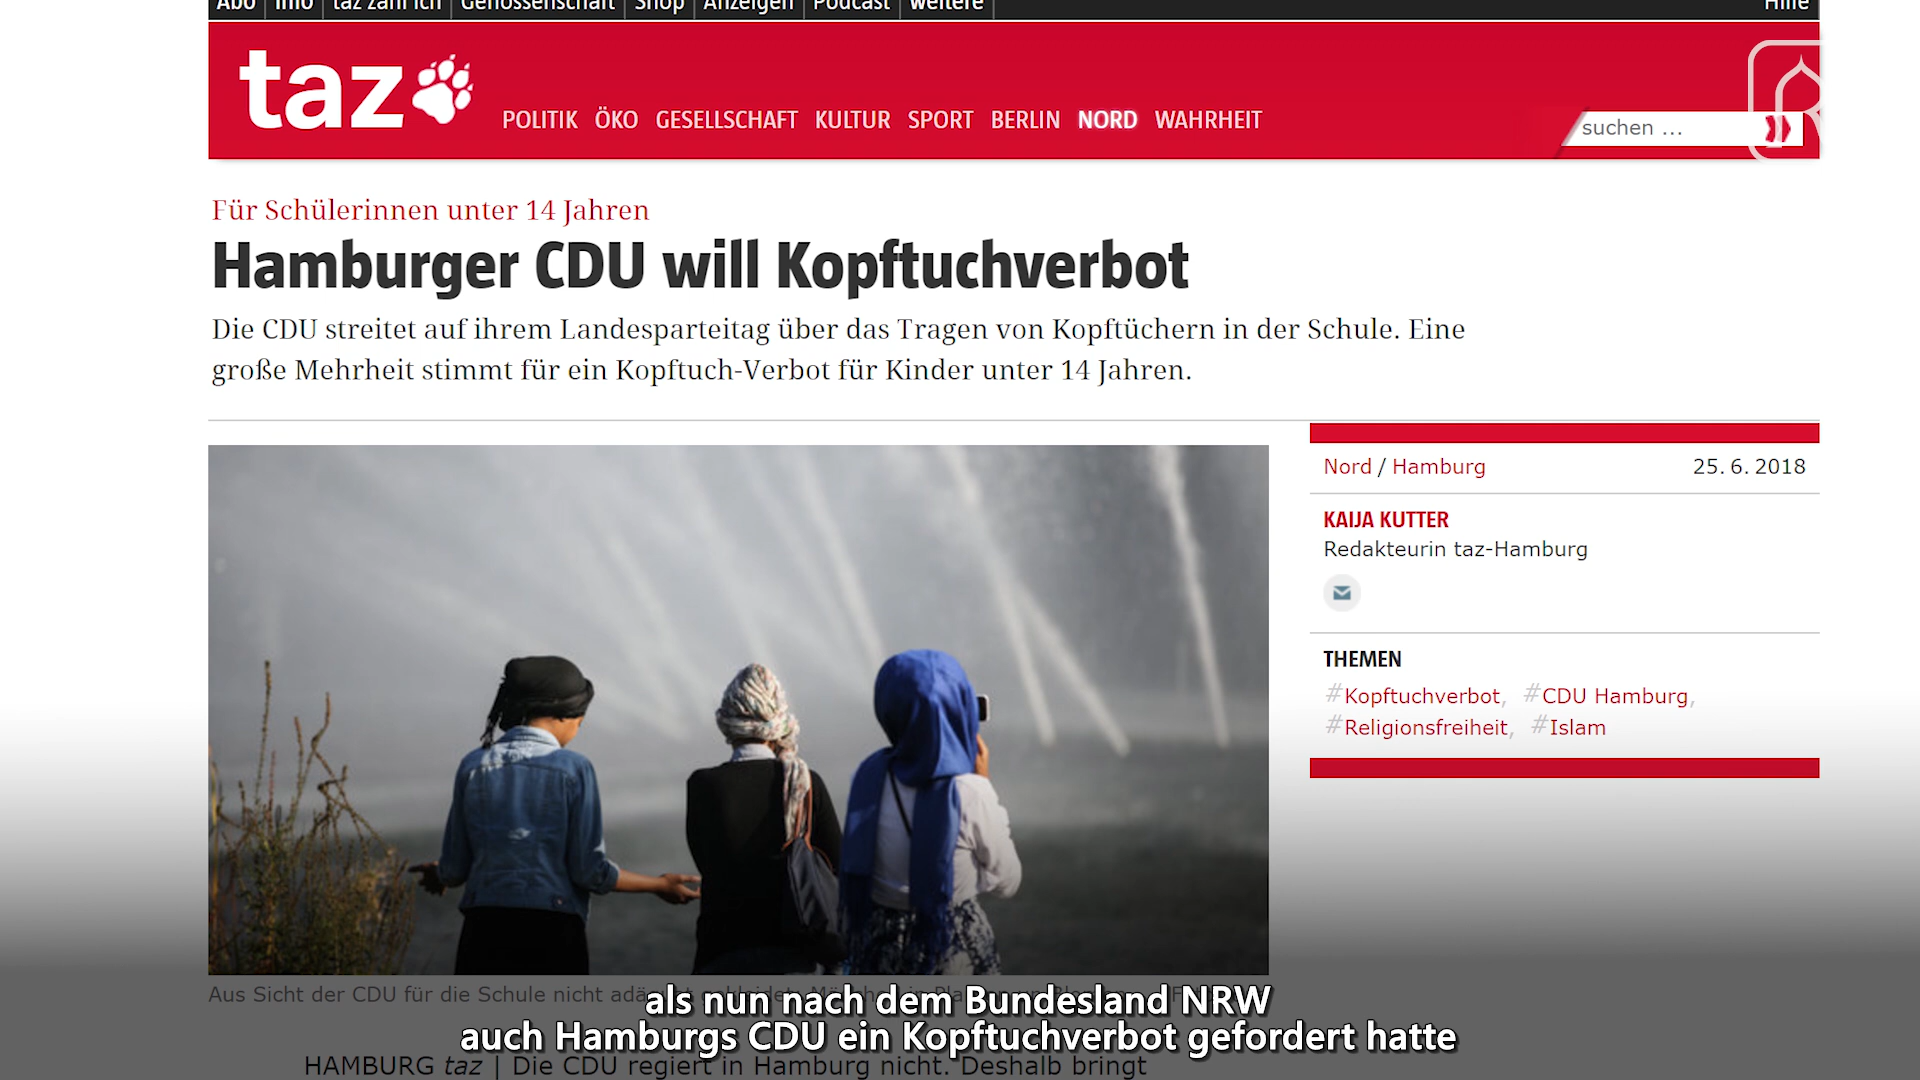 Abo Info taz zahl ich Genossenschaft Shop Anzeigen Podcast weitere Hilfe
taz
POLITIK ÖKO GESELLSCHAFT KULTUR SPORT BERLIN NORD WAHRHEIT
suchen ...
Für Schülerinnen unter 14 Jahren
Hamburger CDU will Kopftuchverbot
Die CDU streitet auf ihrem Landesparteitag über das Tragen von Kopftüchern in der Schule. Eine
große Mehrheit stimmt für ein Kopftuch-Verbot für Kinder unter 14 Jahren.
Nord / Hamburg 25. 6. 2018
KAIJA KUTTER
Redakteurin taz-Hamburg
THEMEN
#Kopftuchverbot, #CDU Hamburg,
#Religionsfreiheit, #Islam
Aus Sicht der CDU für die Schule nicht
als nun nach dem Bundesland NRW
auch Hamburgs CDU ein Kopftuchverbot gefordert hatte
HAMBURG taz | Die CDU regiert in Hamburg nicht. Deshalb bringt